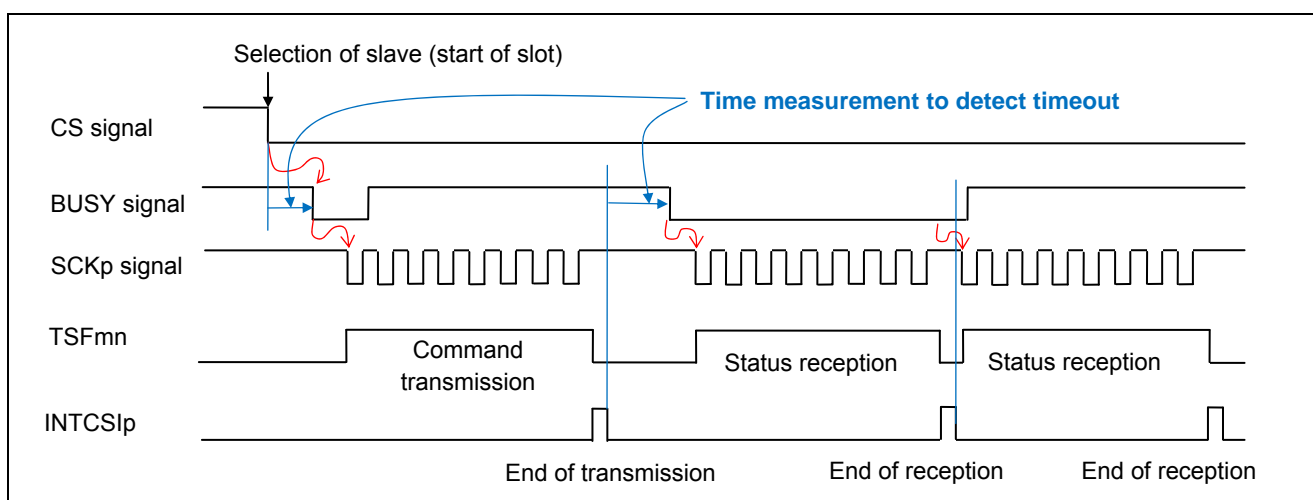 Selection of slave (start of slot)
Time measurement to detect timeout
CS signal
BUSY signal
SCKp signal
TSFmn
Command
transmission
Status reception
Status reception
INTCSIp
End of transmission
End of reception
End of reception